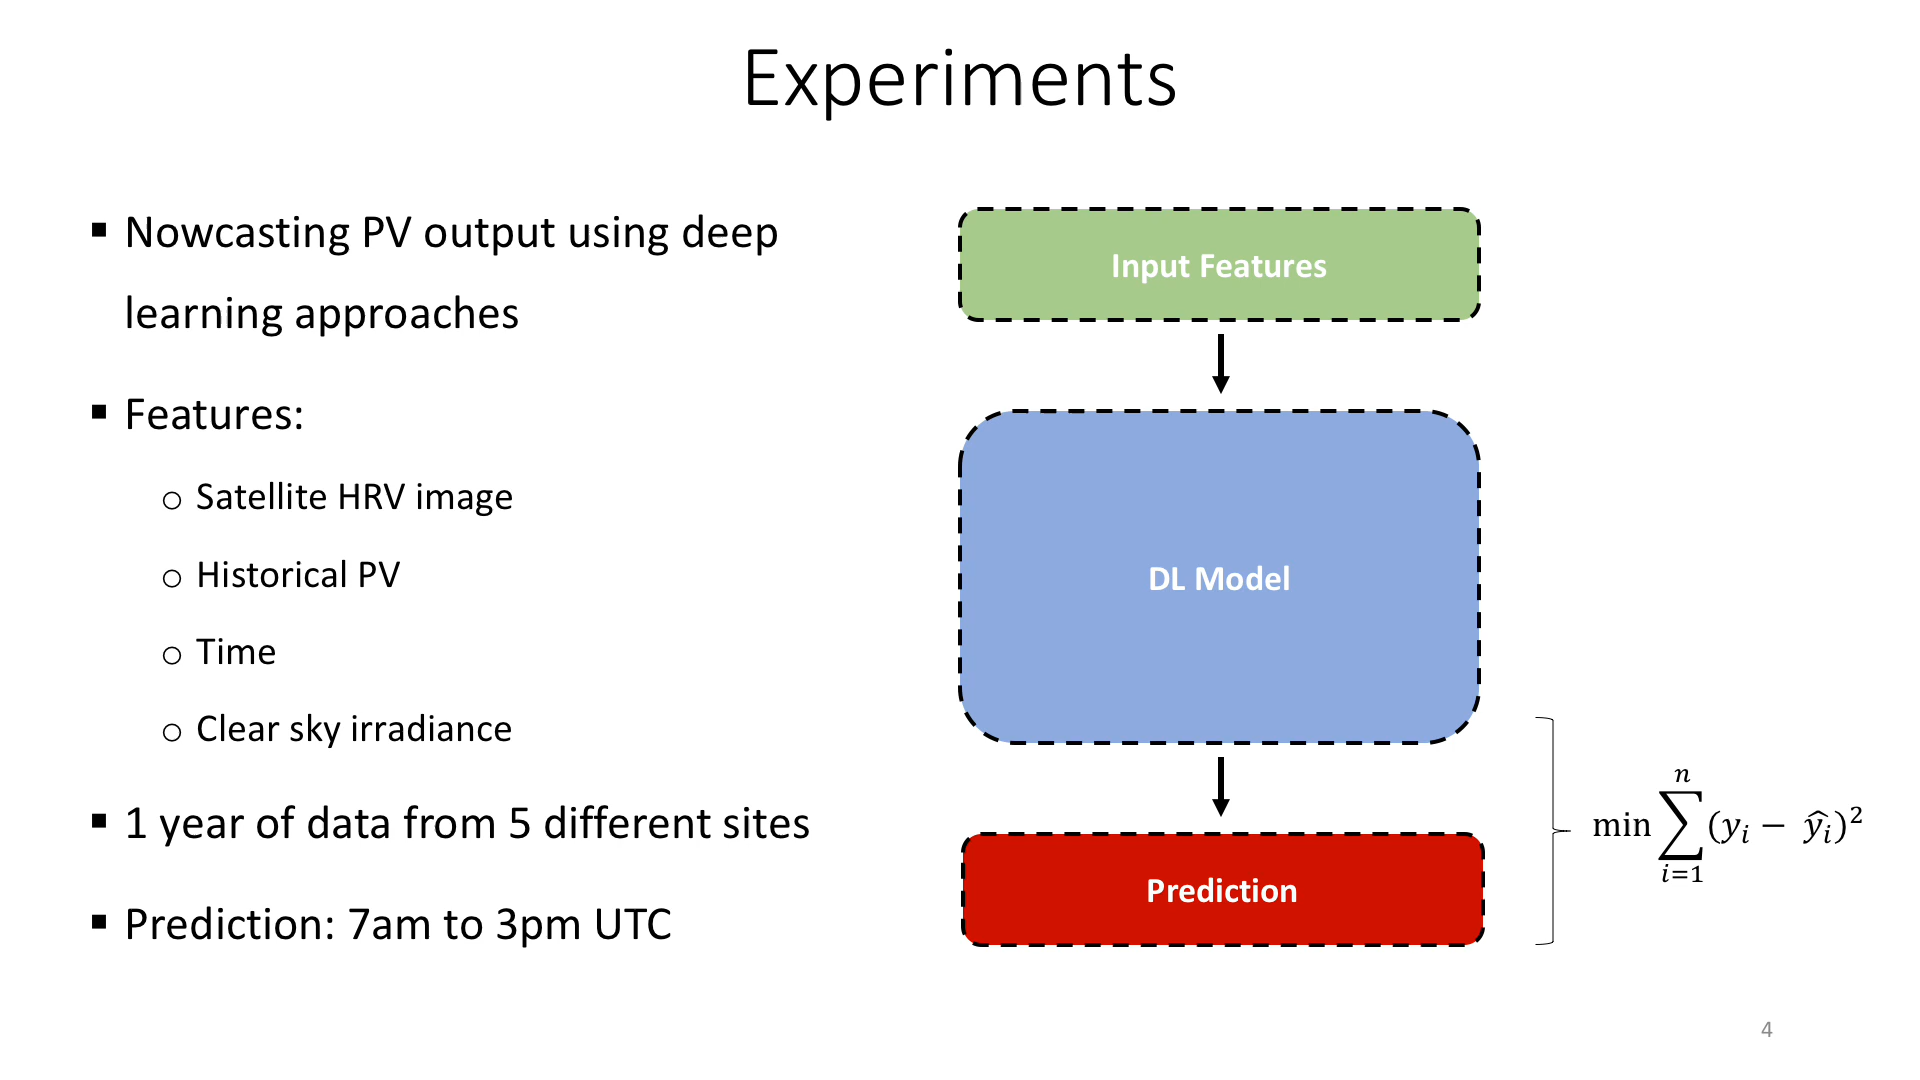 Experiments
▪ Nowcasting PV output using deep
learning approaches
▪ Features:
o Satellite HRV image
o Historical PV
o Time
o Clear sky irradiance
▪ 1 year of data from 5 different sites
▪ Prediction: 7am to 3pm UTC
Input Features
DL Model
Prediction
min ∑_{i=1}^{n} (y_i − ŷ_i)^2
4